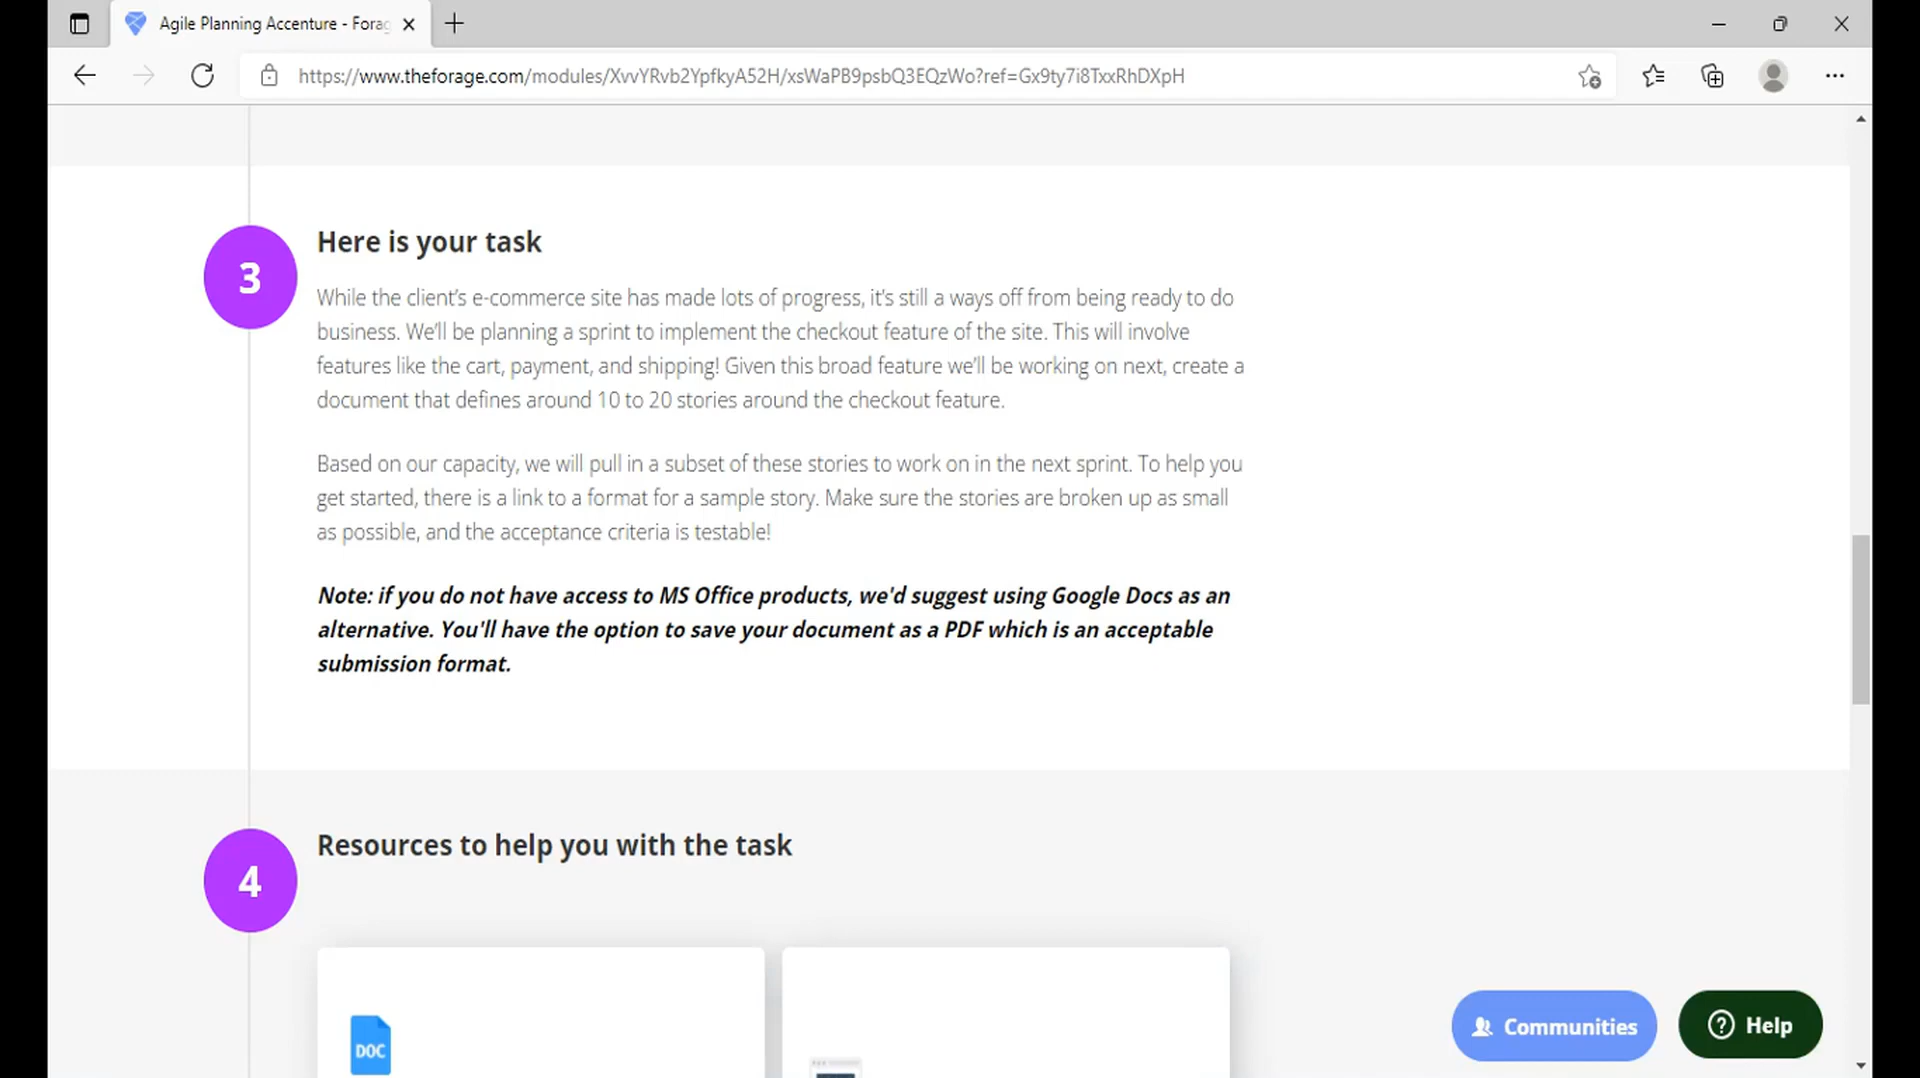 Agile Planning Accenture - Forag
https://www.theforage.com/modules/XvvYRvb2YpfkyA52H/xsWaPB9psbQ3EQzWo?ref=Gx9ty7i8TxxRhDXpH
3
Here is your task
While the client's e-commerce site has made lots of progress, it's still a ways off from being ready to do
business. We'll be planning a sprint to implement the checkout feature of the site. This will involve
features like the cart, payment, and shipping! Given this broad feature we'll be working on next, create a
document that defines around 10 to 20 stories around the checkout feature.
Based on our capacity, we will pull in a subset of these stories to work on in the next sprint. To help you
get started, there is a link to a format for a sample story. Make sure the stories are broken up as small
as possible, and the acceptance criteria is testable!
Note: if you do not have access to MS Office products, we'd suggest using Google Docs as an
alternative. You'll have the option to save your document as a PDF which is an acceptable
submission format.
4
Resources to help you with the task
DOC
Communities
Help